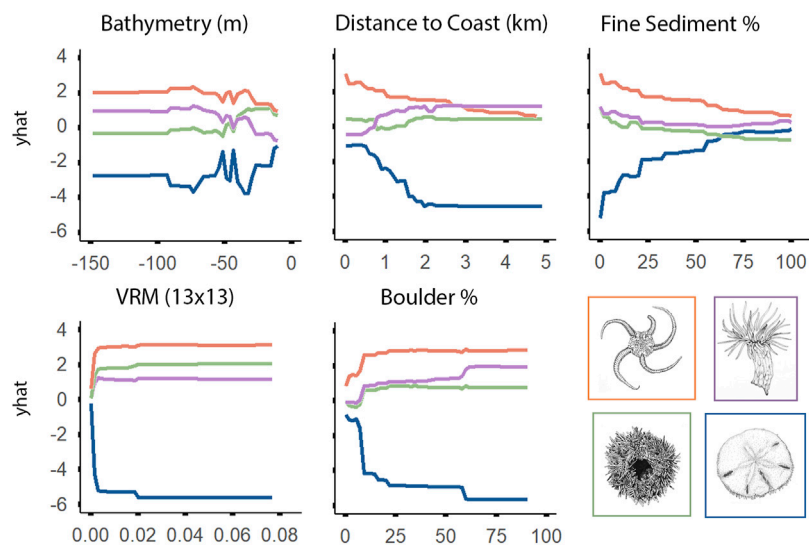 Bathymetry (m)
Distance to Coast (km)
Fine Sediment %
yhat
4
2
0
-2
-4
-6
-150 -100 -50 0
0 1 2 3 4 5
0 25 50 75 100
VRM (13x13)
Boulder %
yhat
4
2
0
-2
-4
-6
0.00 0.02 0.04 0.06 0.08
0 25 50 75 100